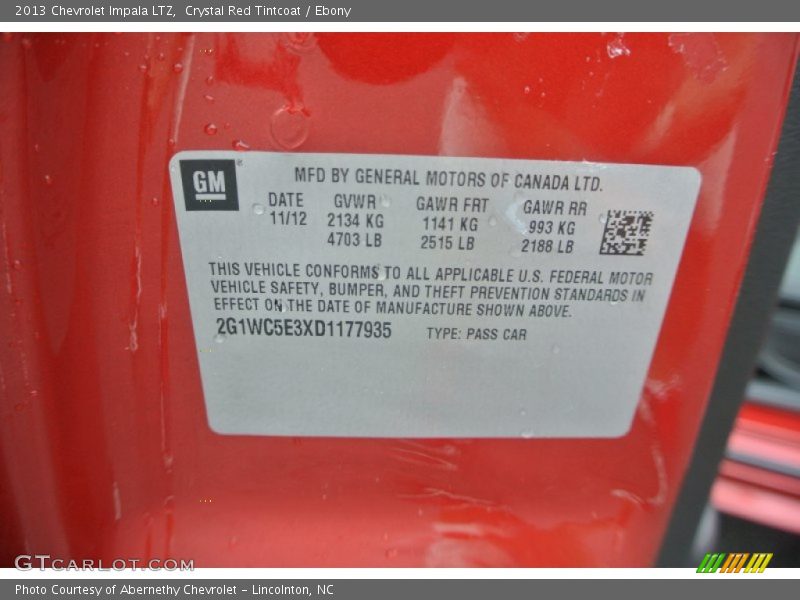 2013 Chevrolet Impala LTZ, Crystal Red Tintcoat / Ebony
GM®
MFD BY GENERAL MOTORS OF CANADA LTD.
DATE GVWR GAWR FRT GAWR RR
11/12 2134 KG 1141 KG 993 KG
4703 LB 2515 LB 2188 LB
THIS VEHICLE CONFORMS TO ALL APPLICABLE U.S. FEDERAL MOTOR
VEHICLE SAFETY, BUMPER, AND THEFT PREVENTION STANDARDS IN
EFFECT ON THE DATE OF MANUFACTURE SHOWN ABOVE.
2G1WC5E3XD1177935 TYPE: PASS CAR
GTCARLOT.COM
Photo Courtesy of Abernethy Chevrolet – Lincolnton, NC